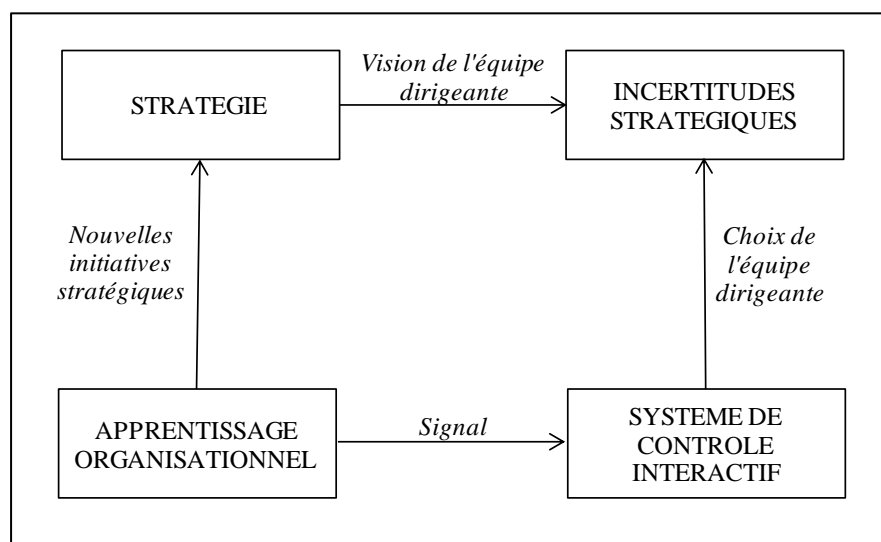 STRATEGIE
Vision de l'équipe
dirigeante
INCERTITUDES
STRATEGIQUES
Nouvelles
initiatives
stratégiques
Choix de
l'équipe
dirigeante
APPRENTISSAGE
ORGANISATIONNEL
Signal
SYSTEME DE
CONTROLE
INTERACTIF